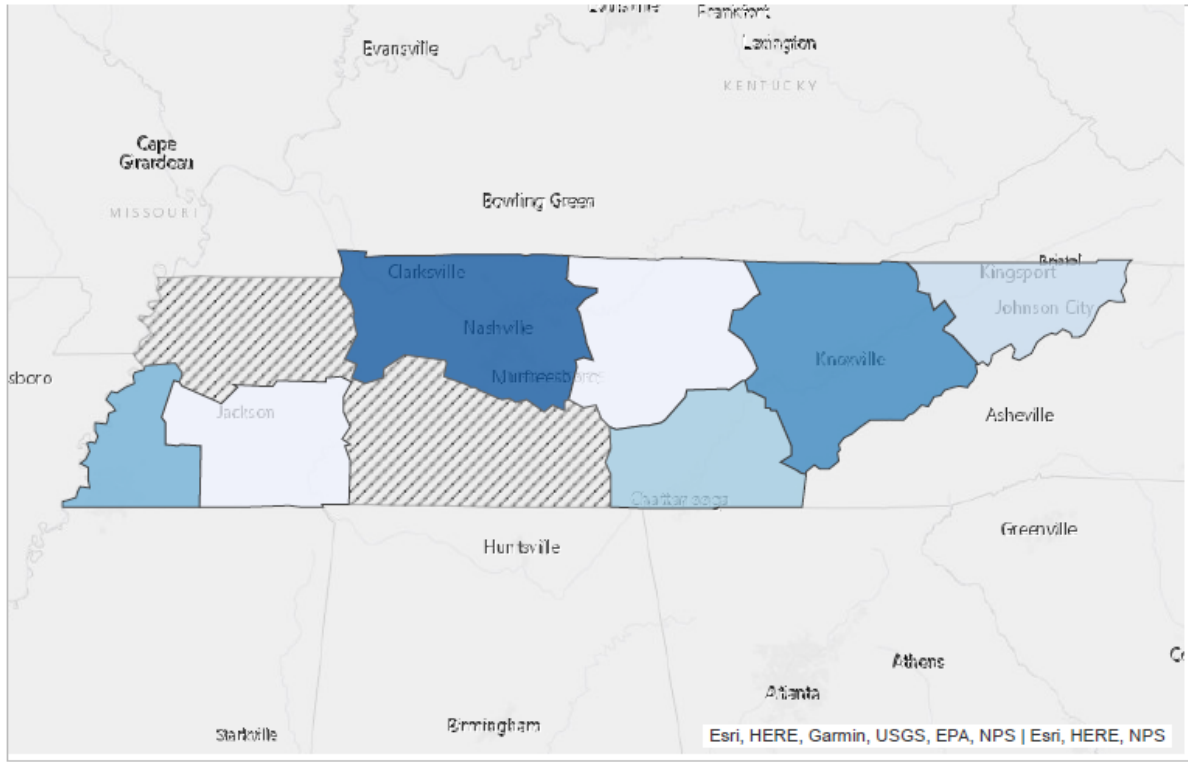 Frankfort
Evansville
Lexington
KENTUCKY
Cape
Girardeau
Bowling Green
MISSOURI
Bristol
Clarksville
Kingsport
Johnson City
Nashville
Knoxville
sboro
Murfreesboro
Jackson
Asheville
Chattanooga
Greenville
Huntsville
Athens
Atlanta
Birmingham
Starkville
Esri, HERE, Garmin, USGS, EPA, NPS | Esri, HERE, NPS